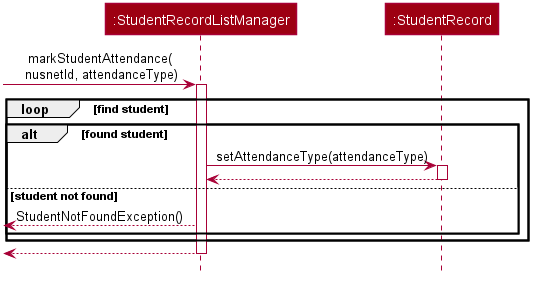 :StudentRecordListManager
:StudentRecord
markStudentAttendance(
nusnetId, attendanceType)
loop
[find student]
alt
[found student]
setAttendanceType(attendanceType)
[student not found]
StudentNotFoundException()